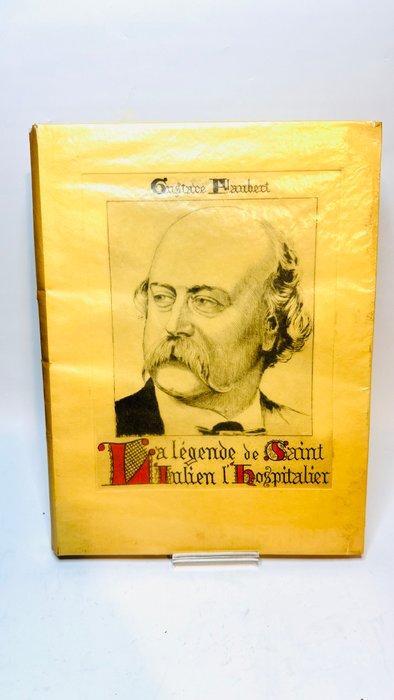 Gustave Flaubert
La légende de Saint
Julien l'hospitalier